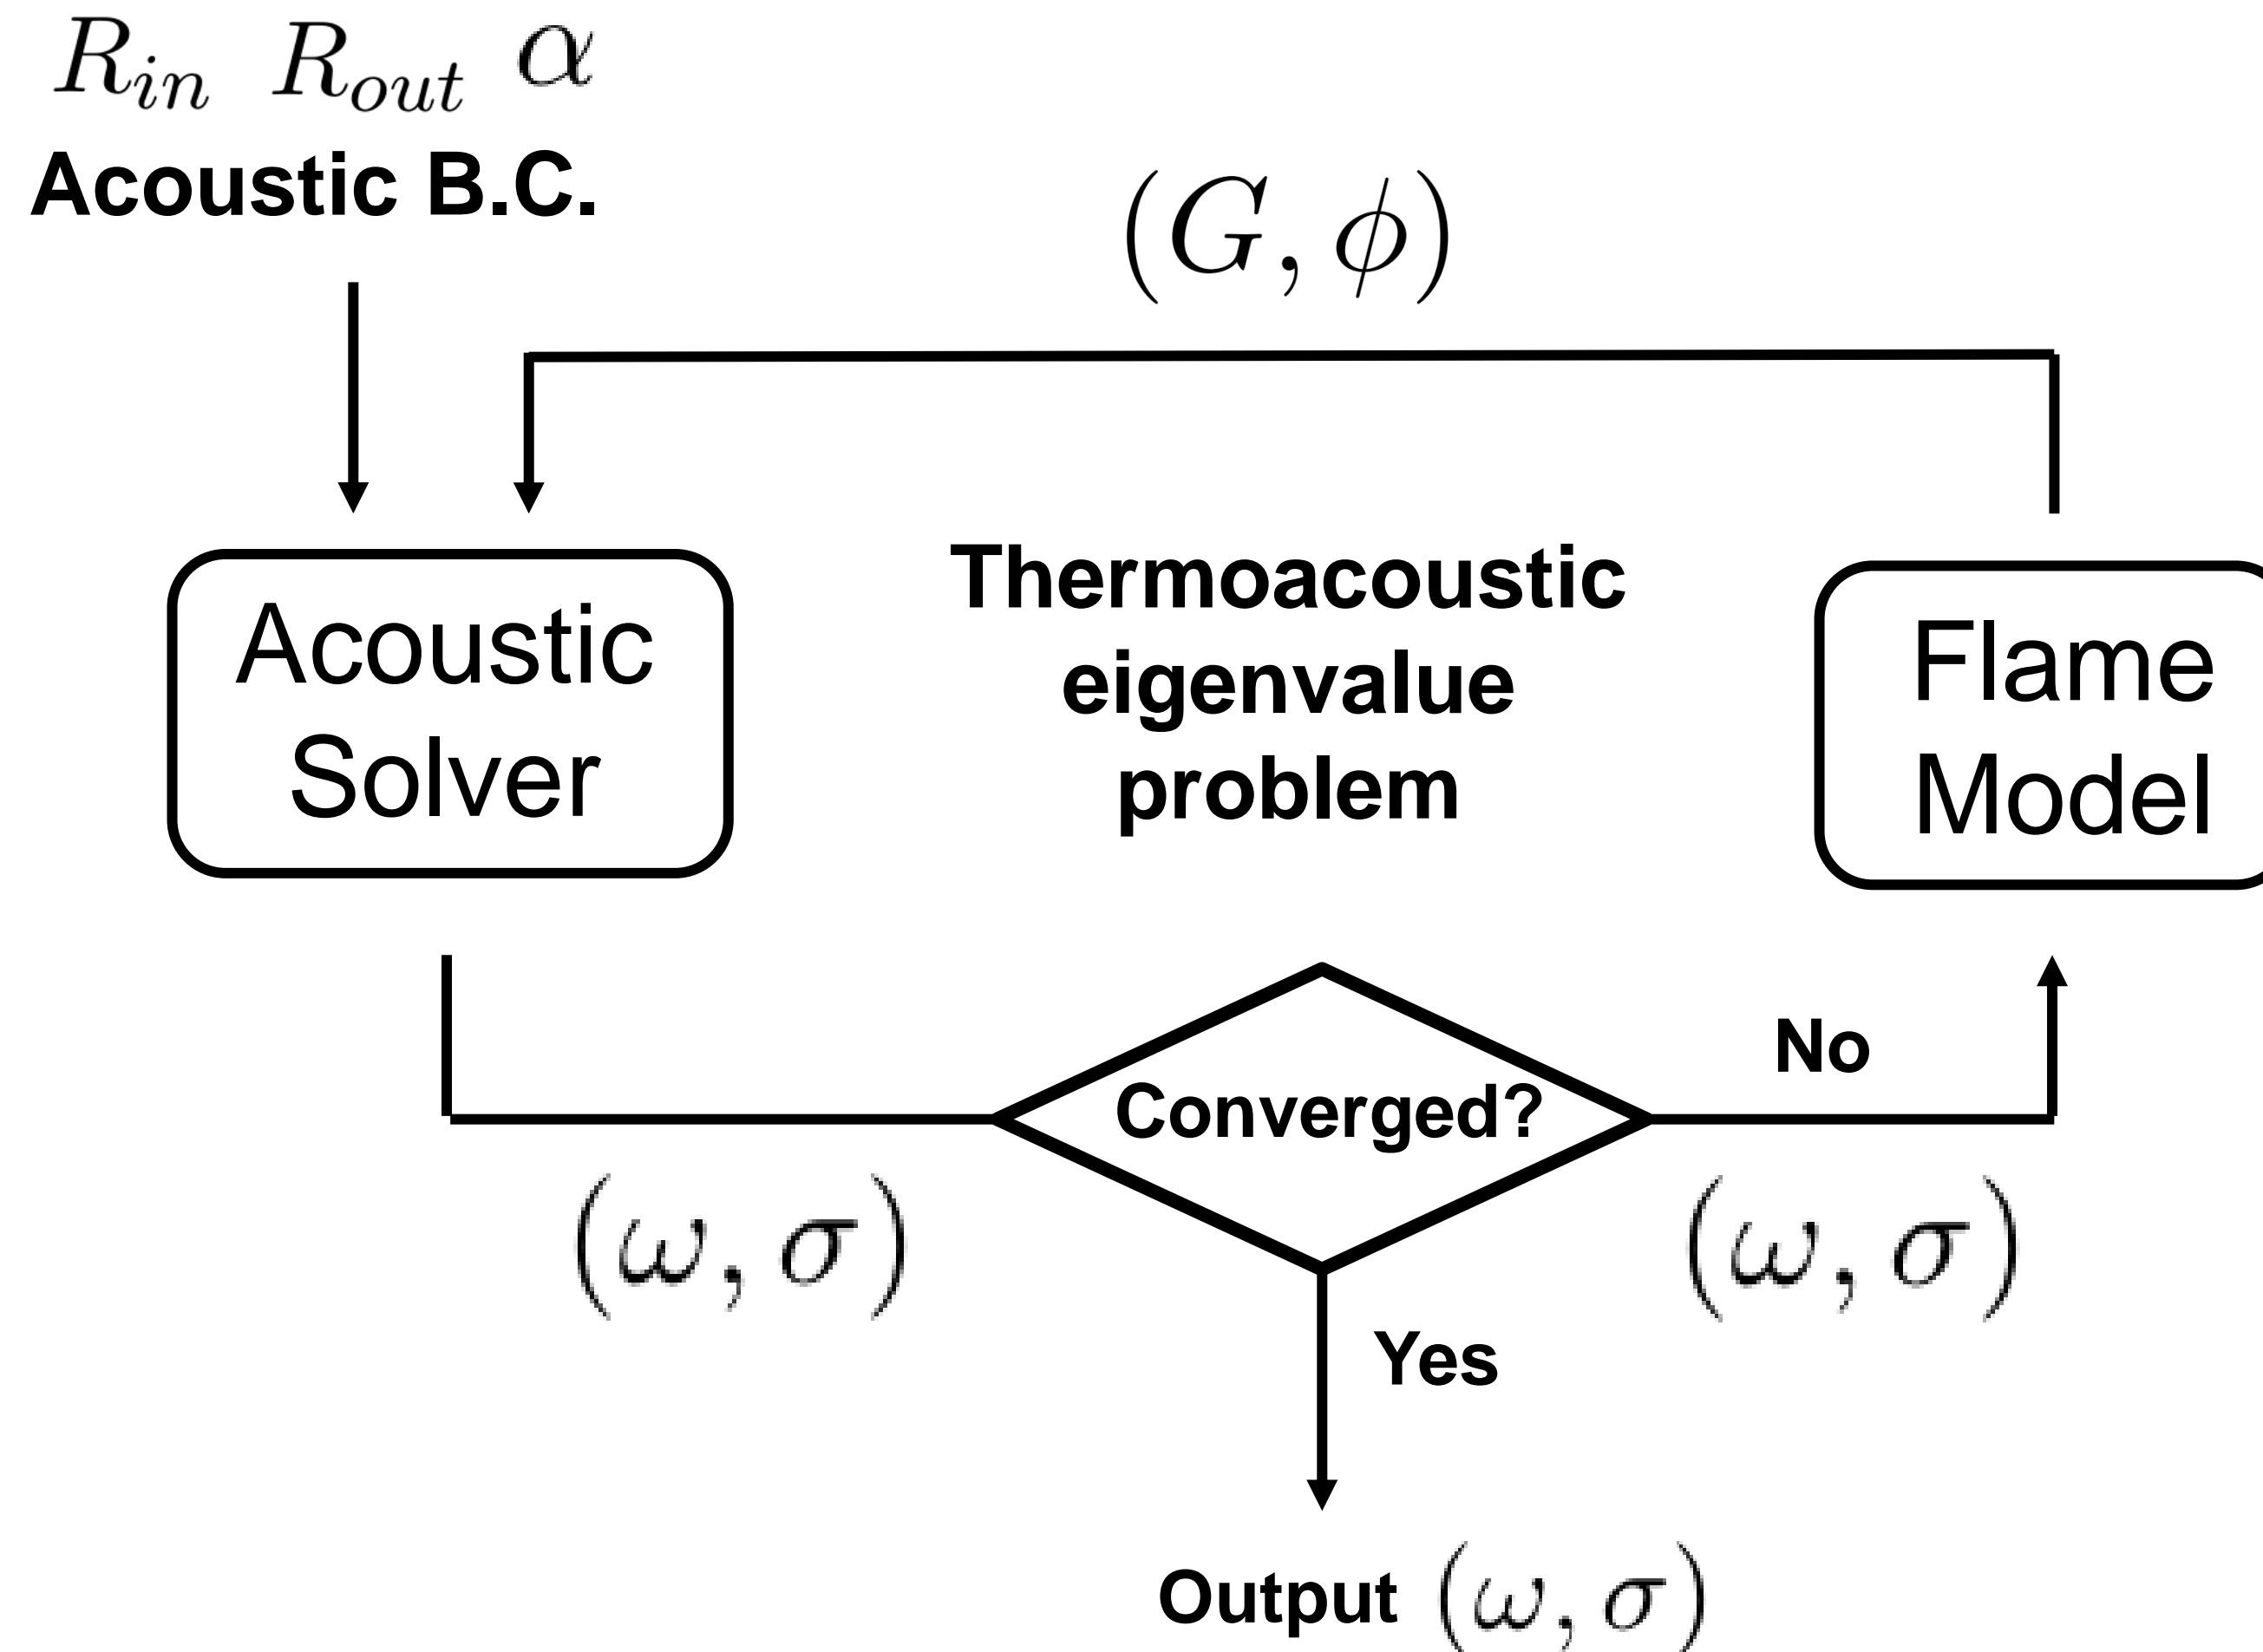 R_in R_out α
Acoustic B.C.
(G, ϕ)
Acoustic
Solver
Thermoacoustic
eigenvalue
problem
Flame
Model
Converged?
No
(ω, σ)
(ω, σ)
Yes
Output (ω, σ)